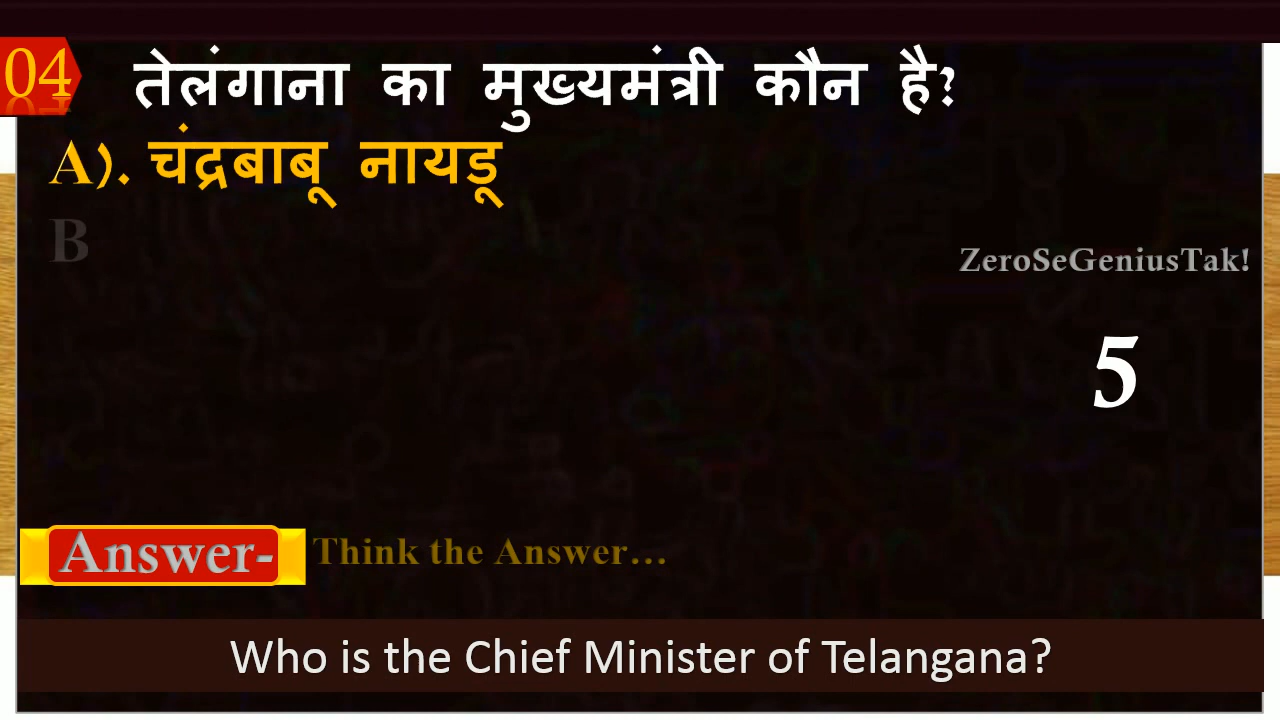 04
तेलंगाना का मुख्यमंत्री कौन है?
A). चंद्रबाबू नायडू
B
ZeroSeGeniusTak!
5
Answer- Think the Answer...
Who is the Chief Minister of Telangana?